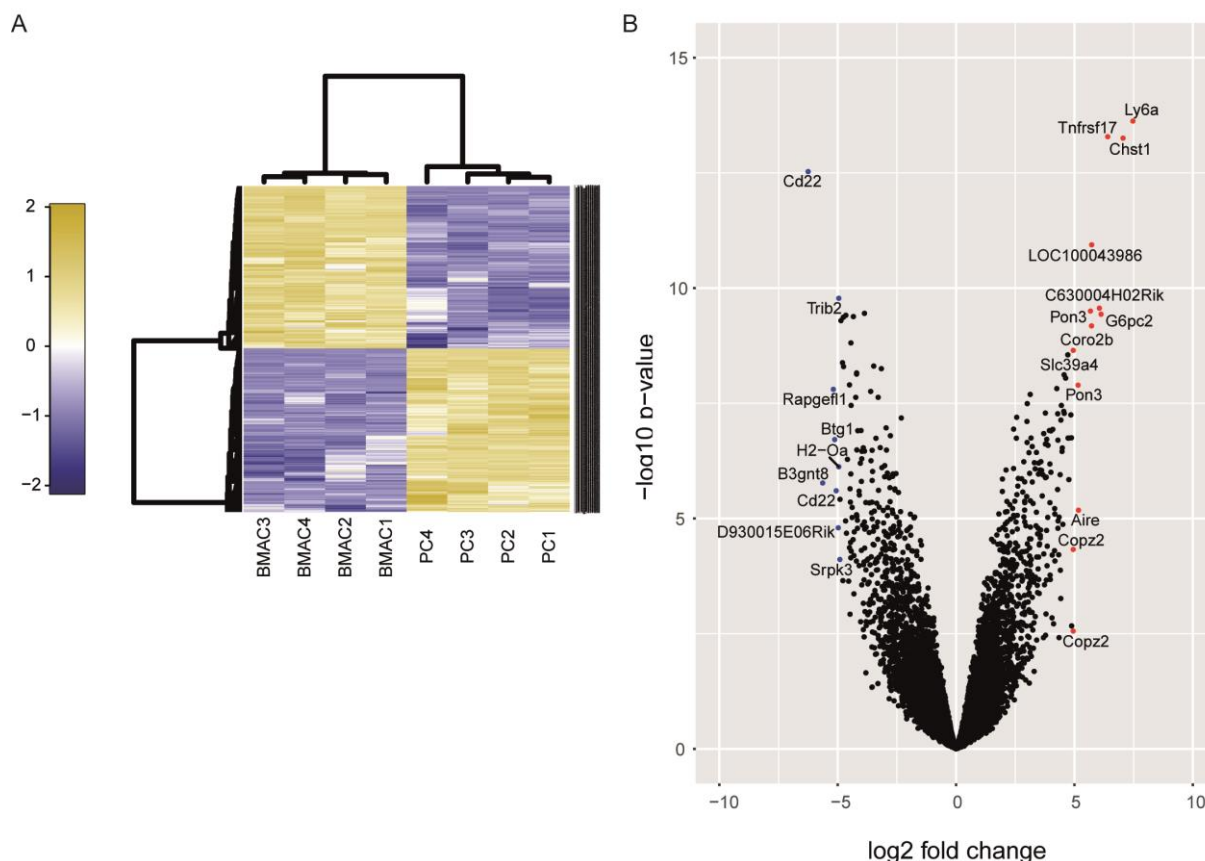 A
2
1
0
−1
−2
BMAC3
BMAC4
BMAC2
BMAC1
PC4
PC3
PC2
PC1
B
−log10 p-value
15
10
5
0
Ly6a
Tnfrsf17
Chst1
Cd22
LOC100043986
C630004H02Rik
Trib2
Pon3
G6pc2
Coro2b
Slc39a4
Rapgefl1
Pon3
Btg1
H2−Oa
B3gnt8
Cd22
D930015E06Rik
Aire
Copz2
Srpk3
Copz2
−10
−5
0
5
10
log2 fold change